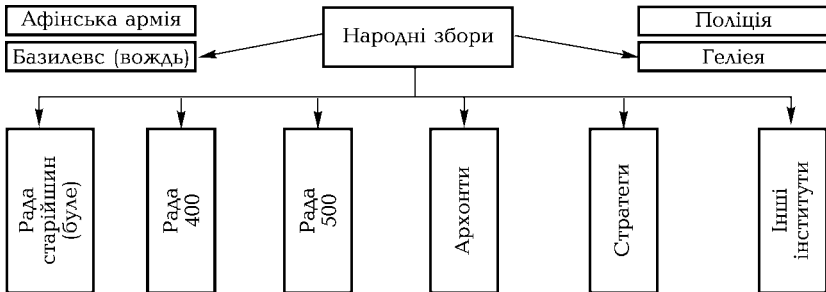 Афінська армія
Народні збори
Поліція
Базилевс (вождь)
Геліея
Рада
старійшин
(буле)
Рада
400
Рада
500
Архонти
Стратеги
Інші
інститути